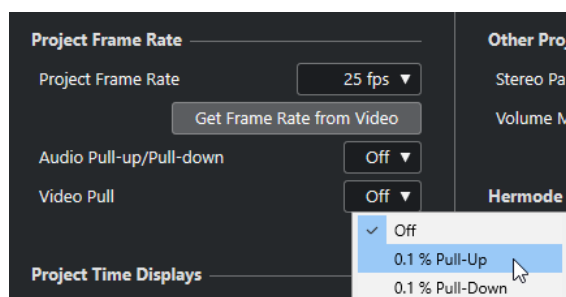 Project Frame Rate
Project Frame Rate 25 fps
Get Frame Rate from Video
Audio Pull-up/Pull-down Off
Video Pull Off
Off
0.1 % Pull-Up
0.1 % Pull-Down
Project Time Displays
Other Pro
Stereo Pa
Volume M
Hermode